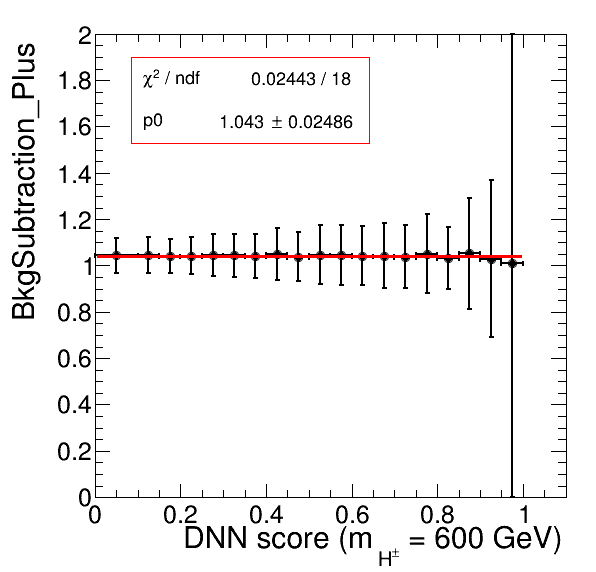 BkgSubtraction_Plus
2
1.8
1.6
1.4
1.2
1
0.8
0.6
0.4
0.2
0
χ² / ndf 0.02443 / 18
p0 1.043 ± 0.02486
0 0.2 0.4 0.6 0.8 1
DNN score (m_H± = 600 GeV)